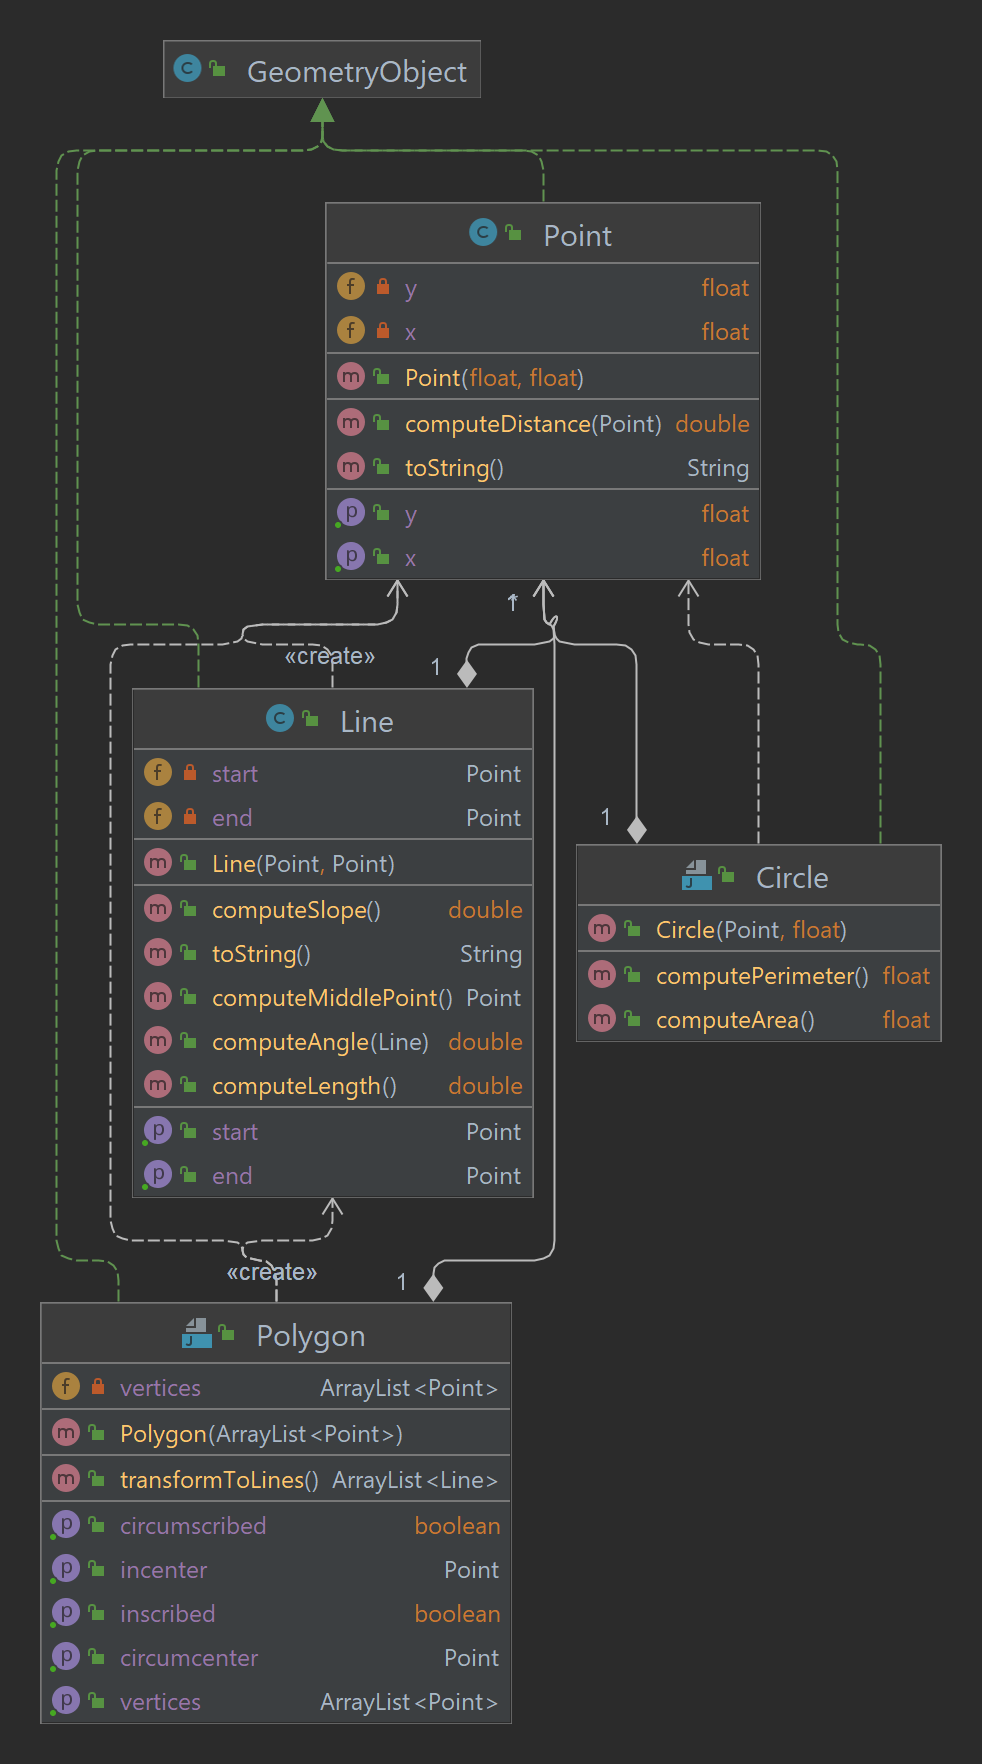 GeometryObject
Point
y float
x float
Point(float, float)
computeDistance(Point) double
toString() String
y float
x float
1
*
«create»
1
Line
start Point
end Point
Line(Point, Point)
computeSlope() double
toString() String
computeMiddlePoint() Point
computeAngle(Line) double
computeLength() double
start Point
end Point
1
Circle
Circle(Point, float)
computePerimeter() float
computeArea() float
«create»
1
Polygon
vertices ArrayList<Point>
Polygon(ArrayList<Point>)
transformToLines() ArrayList<Line>
circumscribed boolean
incenter Point
inscribed boolean
circumcenter Point
vertices ArrayList<Point>